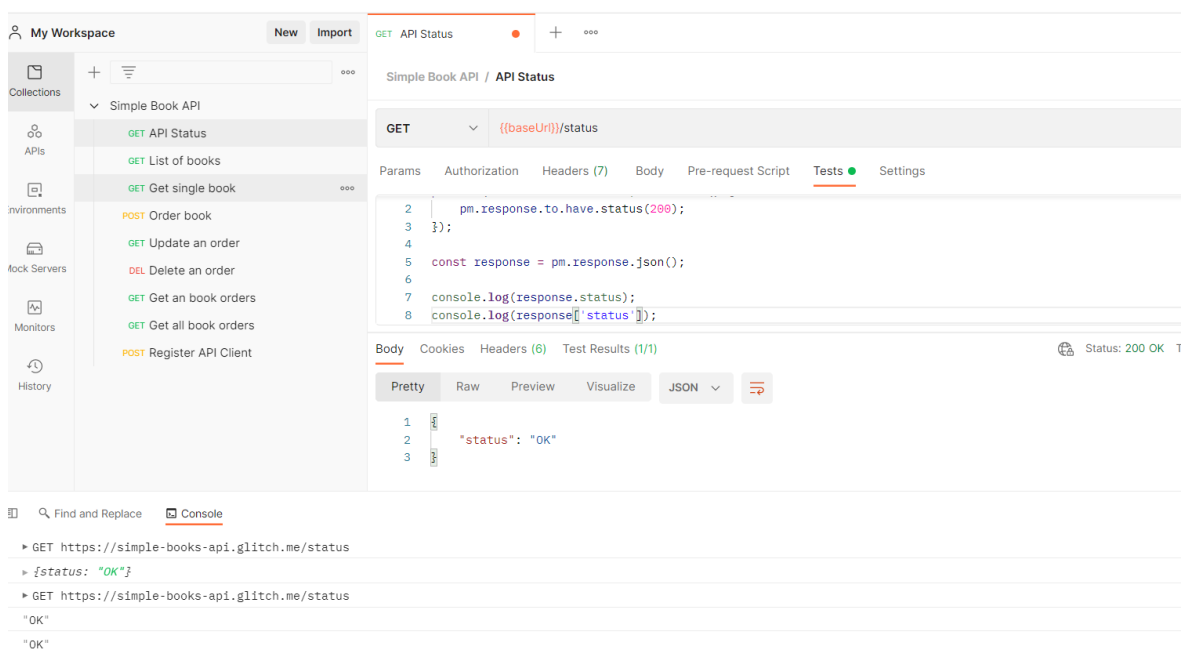 My Workspace New Import GET API Status
Simple Book API / API Status
Collections
Simple Book API
GET {{baseUrl}}/status
GET API Status
APIs
GET List of books
Params Authorization Headers (7) Body Pre-request Script Tests Settings
GET Get single book
Environments
2 pm.response.to.have.status(200);
POST Order book
3 });
GET Update an order
4
5 const response = pm.response.json();
Mock Servers
DEL Delete an order
6
GET Get an book orders
7 console.log(response.status);
8 console.log(response['status']);
Monitors
GET Get all book orders
POST Register API Client
Body Cookies Headers (6) Test Results (1/1) Status: 200 OK T
History
Pretty Raw Preview Visualize JSON
1 {
2 "status": "OK"
3 }
Find and Replace Console
GET https://simple-books-api.glitch.me/status
{status: "OK"}
GET https://simple-books-api.glitch.me/status
"OK"
"OK"